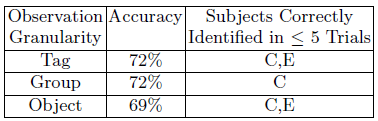 Observation Accuracy Subjects Correctly
Granularity Identified in ≤ 5 Trials
Tag 72% C,E
Group 72% C
Object 69% C,E